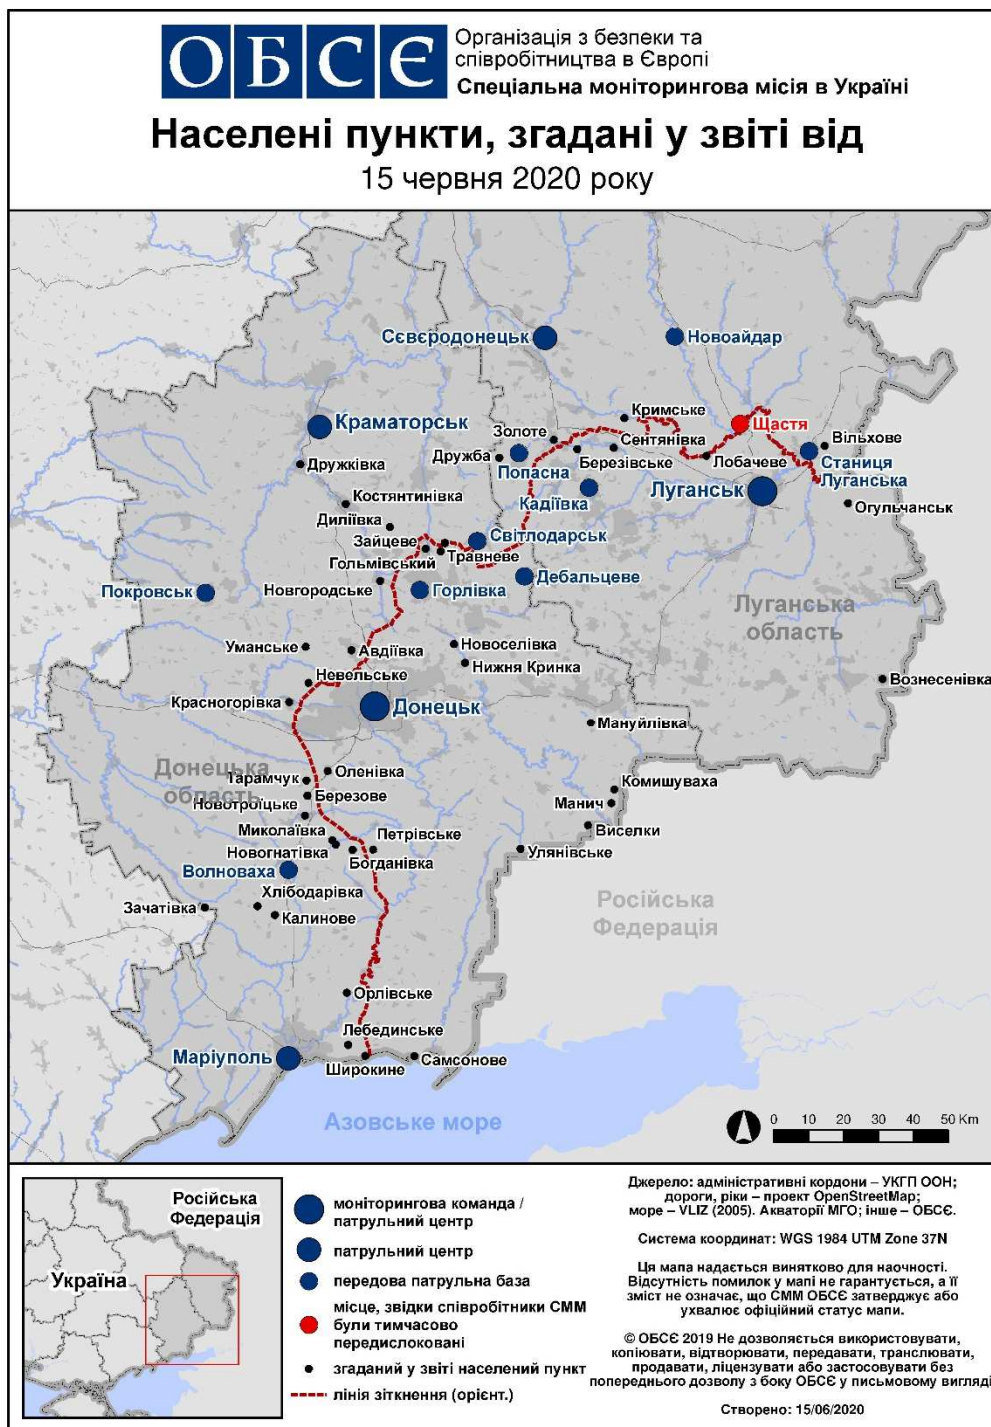 ОБСЄ
Організація з безпеки та
співробітництва в Європі
Спеціальна моніторингова місія в Україні
Населені пункти, згадані у звіті від
15 червня 2020 року
Сєвєродонецьк
Новоайдар
Кримське
Щастя
Краматорськ
Золоте
Сентянівка
Вільхове
Дружба
Березівське
Лобачеве
Станиця
Луганська
Дружківка
Попасна
Кадіївка
Луганськ
Костянтинівка
Огульчанськ
Диліївка
Зайцеве
Світлодарськ
Травневе
Гольмівський
Дебальцеве
Новгородське
Горлівка
Покровськ
Луганська
область
Уманське
Авдіївка
Новоселівка
Нижня Кринка
Невельське
Вознесенівка
Красногорівка
Донецьк
Мануйлівка
Донецька
область
Оленівка
Тарамчук
Комишуваха
Березове
Новотроїцьке
Манич
Миколаївка
Петрівське
Виселки
Новогнатівка
Богданівка
Улянівське
Волноваха
Хлібодарівка
Зачатівка
Калинове
Російська
Федерація
Орлівське
Лебединське
Маріуполь
Широкине
Самсонове
Азовське море
0 10 20 30 40 50 Km
Російська
Федерація
Україна
моніторингова команда /
патрульний центр
патрульний центр
передова патрульна база
місце, звідки співробітники СММ
були тимчасово
передислоковані
згаданий у звіті населений пункт
лінія зіткнення (орієнт.)
Джерело: адміністративні кордони – УКГП ООН;
дороги, ріки – проект OpenStreetMap;
море – VLIZ (2005). Акваторії МГО; інше – ОБСЄ.
Система координат: WGS 1984 UTM Zone 37N
Ця мапа надається винятково для наочності.
Відсутність помилок у мапі не гарантується, а її
зміст не означає, що СММ ОБСЄ затверджує або
ухвалює офіційний статус мапи.
© ОБСЄ 2019 Не дозволяється використовувати,
копіювати, відтворювати, передавати, транслювати,
продавати, ліцензувати або застосовувати без
попереднього дозволу з боку ОБСЄ у письмовому вигляді
Створено: 15/06/2020